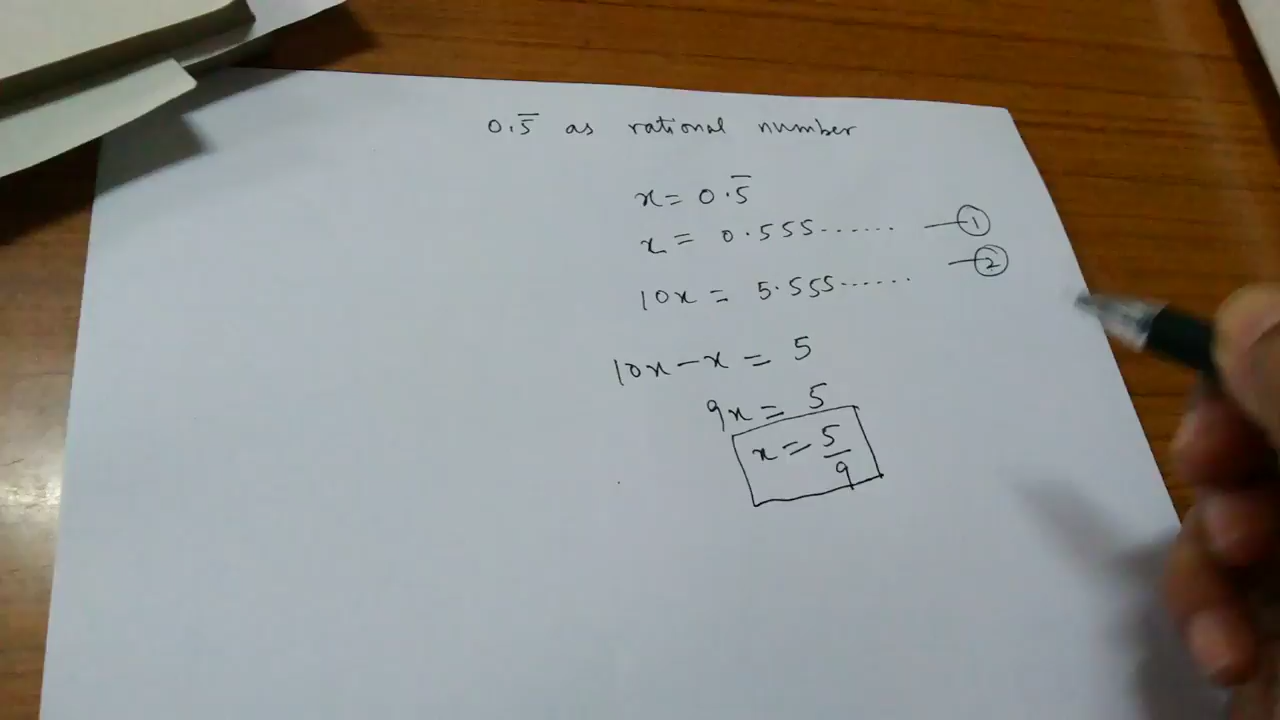 0.5̅ as rational number
x = 0.5̅
x = 0.555...... —①
10x = 5.555...... —②
10x - x = 5
9x = 5
x = 5/9